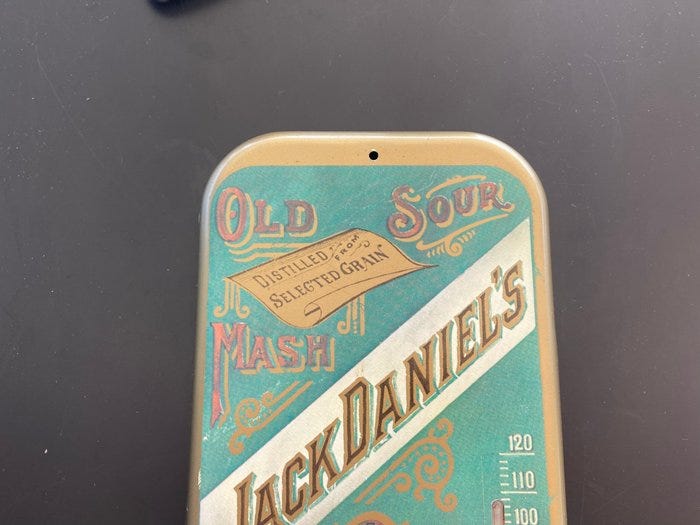 OLD SOUR
DISTILLED FROM
SELECTED GRAIN
MASH
JACK DANIEL'S
120
110
100